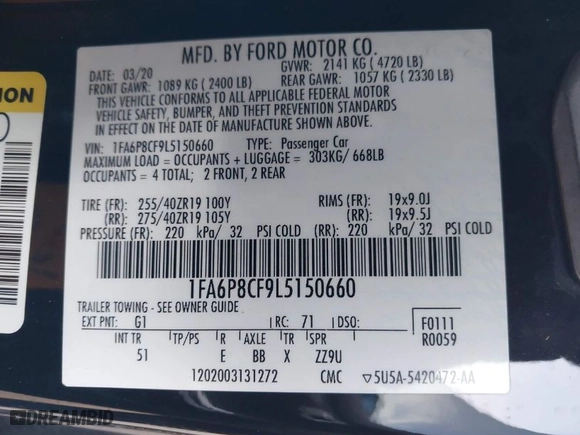 MFD. BY FORD MOTOR CO.
DATE: 03/20 GVWR: 2141 KG ( 4720 LB)
FRONT GAWR: 1089 KG ( 2400 LB) REAR GAWR: 1057 KG ( 2330 LB)
THIS VEHICLE CONFORMS TO ALL APPLICABLE FEDERAL MOTOR
VEHICLE SAFETY, BUMPER, AND THEFT PREVENTION STANDARDS
IN EFFECT ON THE DATE OF MANUFACTURE SHOWN ABOVE.
VIN: 1FA6P8CF9L5150660 TYPE: Passenger Car
MAXIMUM LOAD = OCCUPANTS + LUGGAGE = 303KG/ 668LB
OCCUPANTS = 4 TOTAL; 2 FRONT, 2 REAR
TIRE (FR): 255/40ZR19 100Y RIMS (FR): 19x9.0J
(RR): 275/40ZR19 105Y (RR): 19x9.5J
PRESSURE (FR): 220 kPa/ 32 PSI COLD (RR): 220 kPa/ 32 PSI COLD
1FA6P8CF9L5150660
TRAILER TOWING - SEE OWNER GUIDE
EXT PNT: G1 RC: 71 DSO: F0111
INT TR TP/PS R AXLE TR SPR R0059
51 E BB X ZZ9U
1202003131272 CMC 5U5A-5420472-AA
ION
DREAMBID